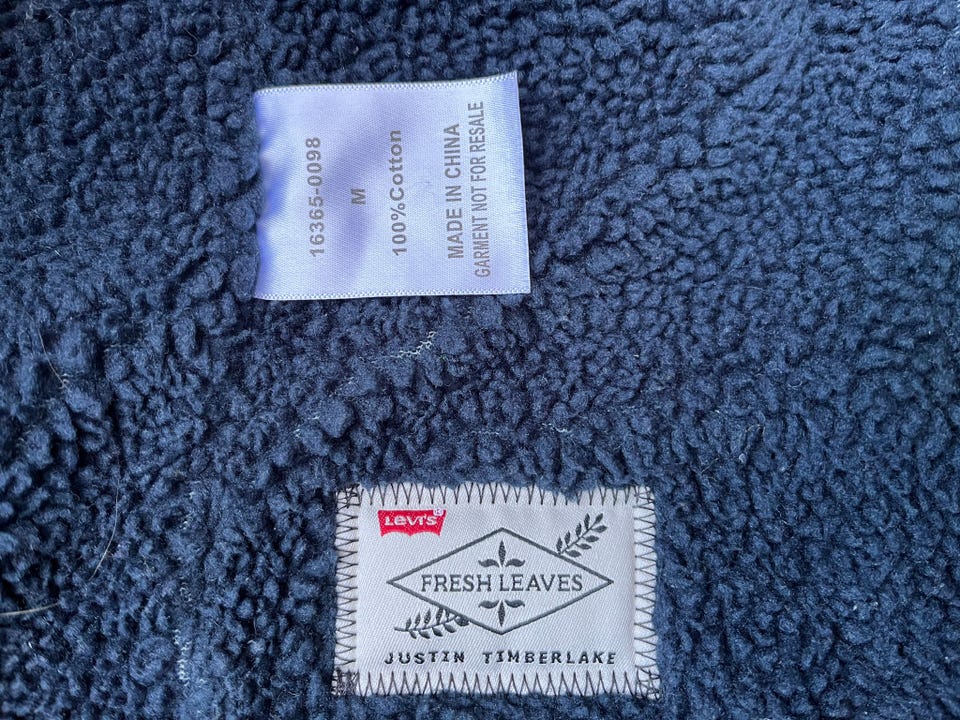 16365-0098
M
100%Cotton
MADE IN CHINA
GARMENT NOT FOR RESALE
Levi's®
FRESH LEAVES
JUSTIN TIMBERLAKE